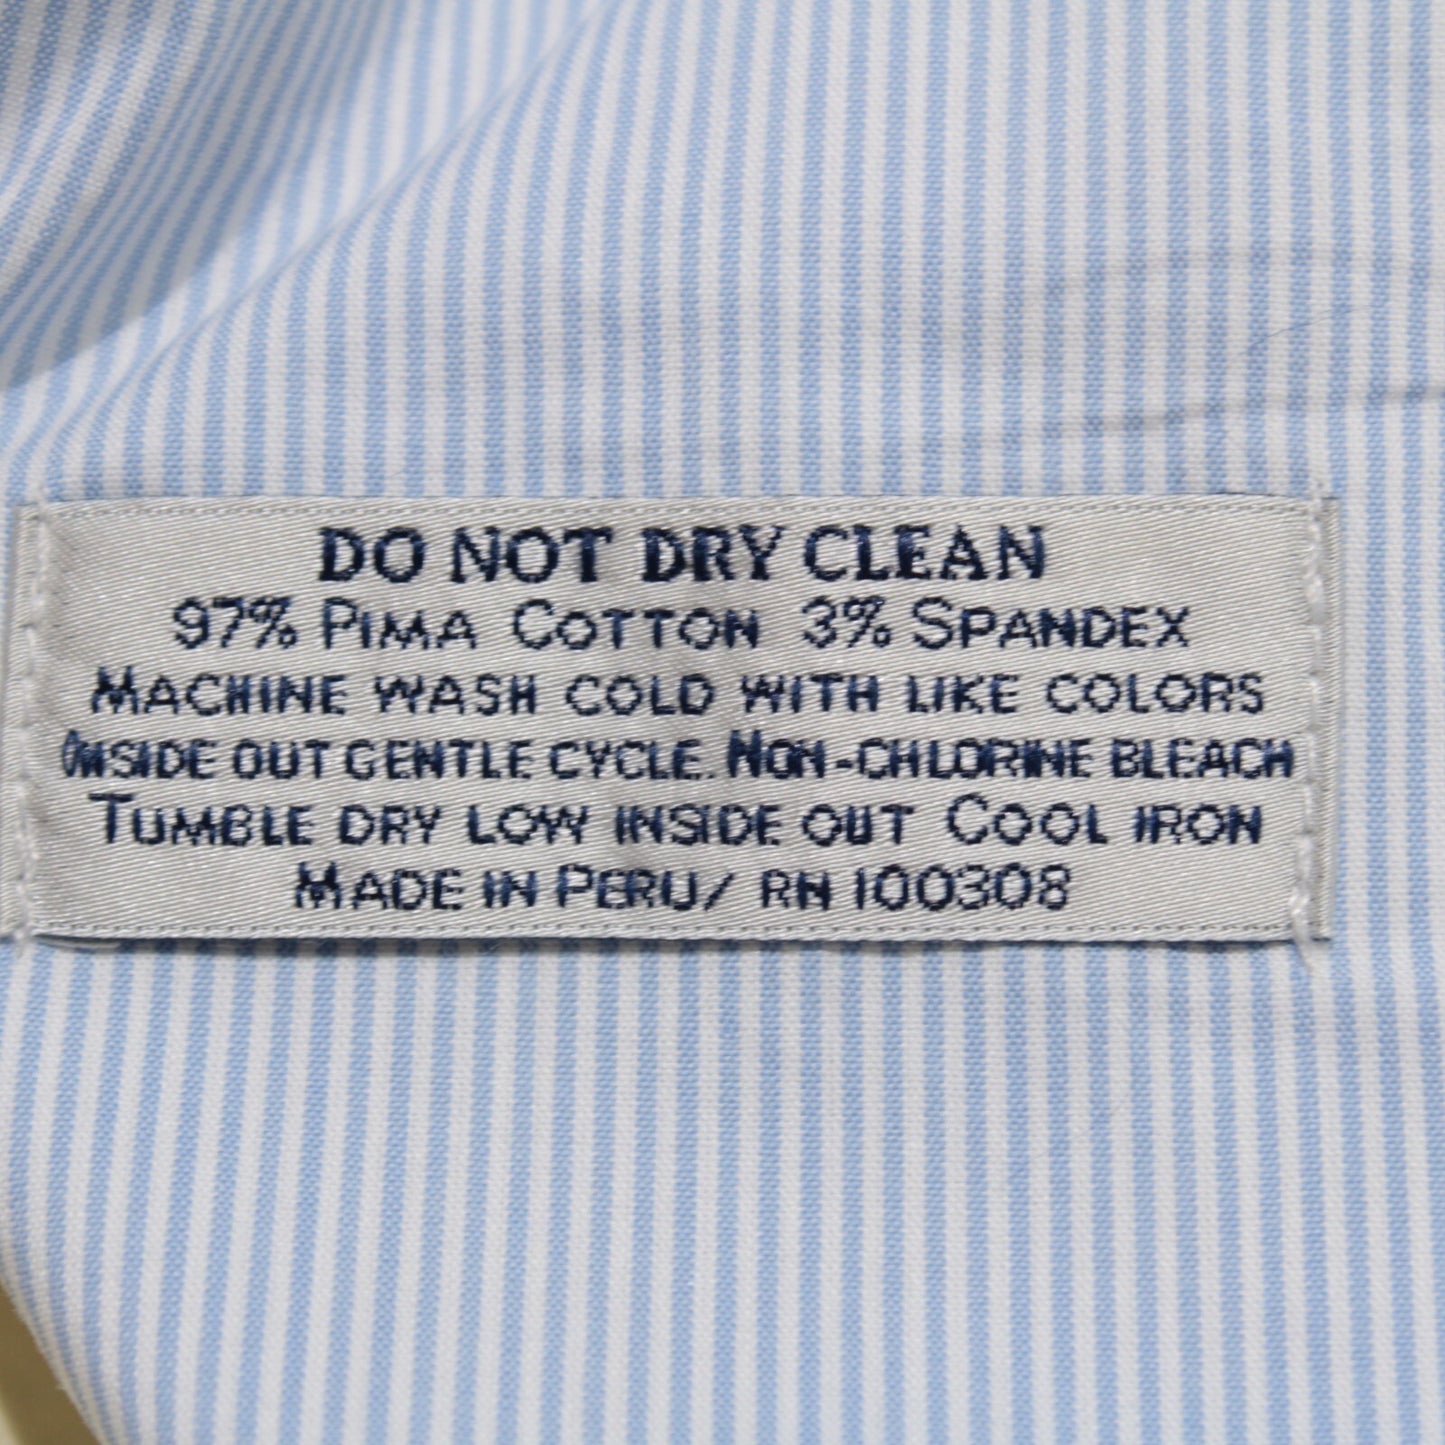 DO NOT DRY CLEAN
97% PIMA COTTON 3% SPANDEX
MACHINE WASH COLD WITH LIKE COLORS
INSIDE OUT GENTLE CYCLE. NON-CHLORINE BLEACH
TUMBLE DRY LOW INSIDE OUT COOL IRON
MADE IN PERU/ RN 100308